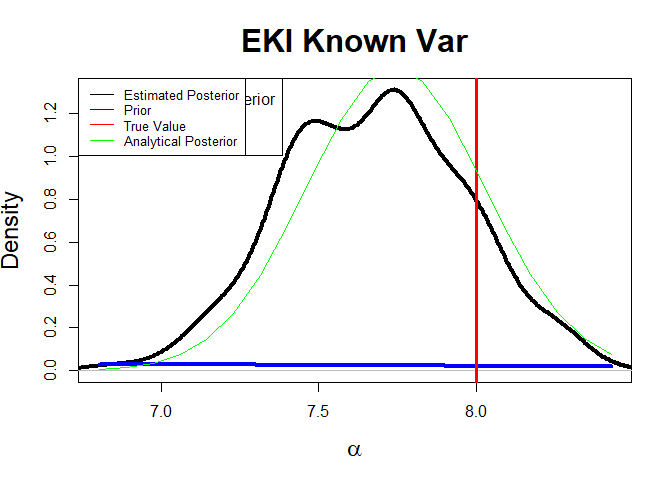 EKI Known Var
Estimated Posterior
Prior
True Value
Analytical Posterior
erior
Density
0.0 0.2 0.4 0.6 0.8 1.0 1.2
7.0 7.5 8.0
α